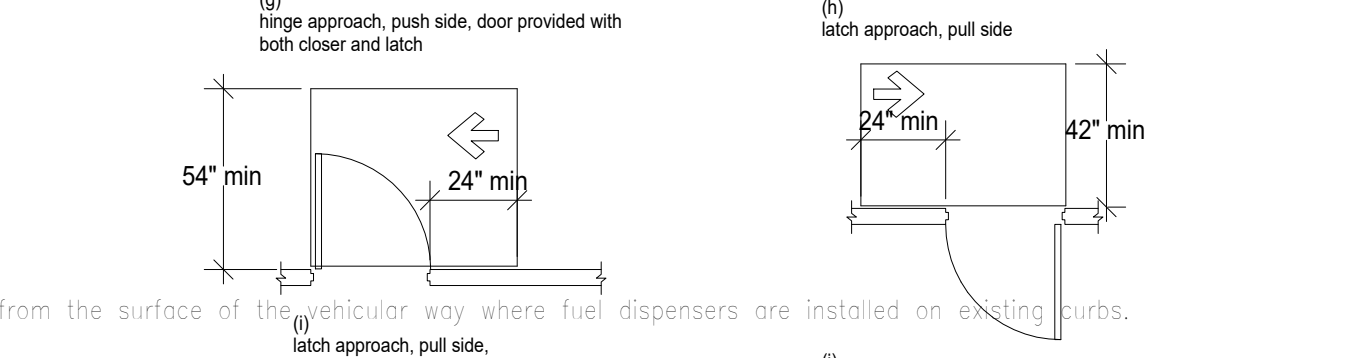 (g)
hinge approach, push side, door provided with
both closer and latch
(h)
latch approach, pull side
54" min
24" min
24" min
42" min
from the surface of the vehicular way where fuel dispensers are installed on existing curbs.
(i)
latch approach, pull side,